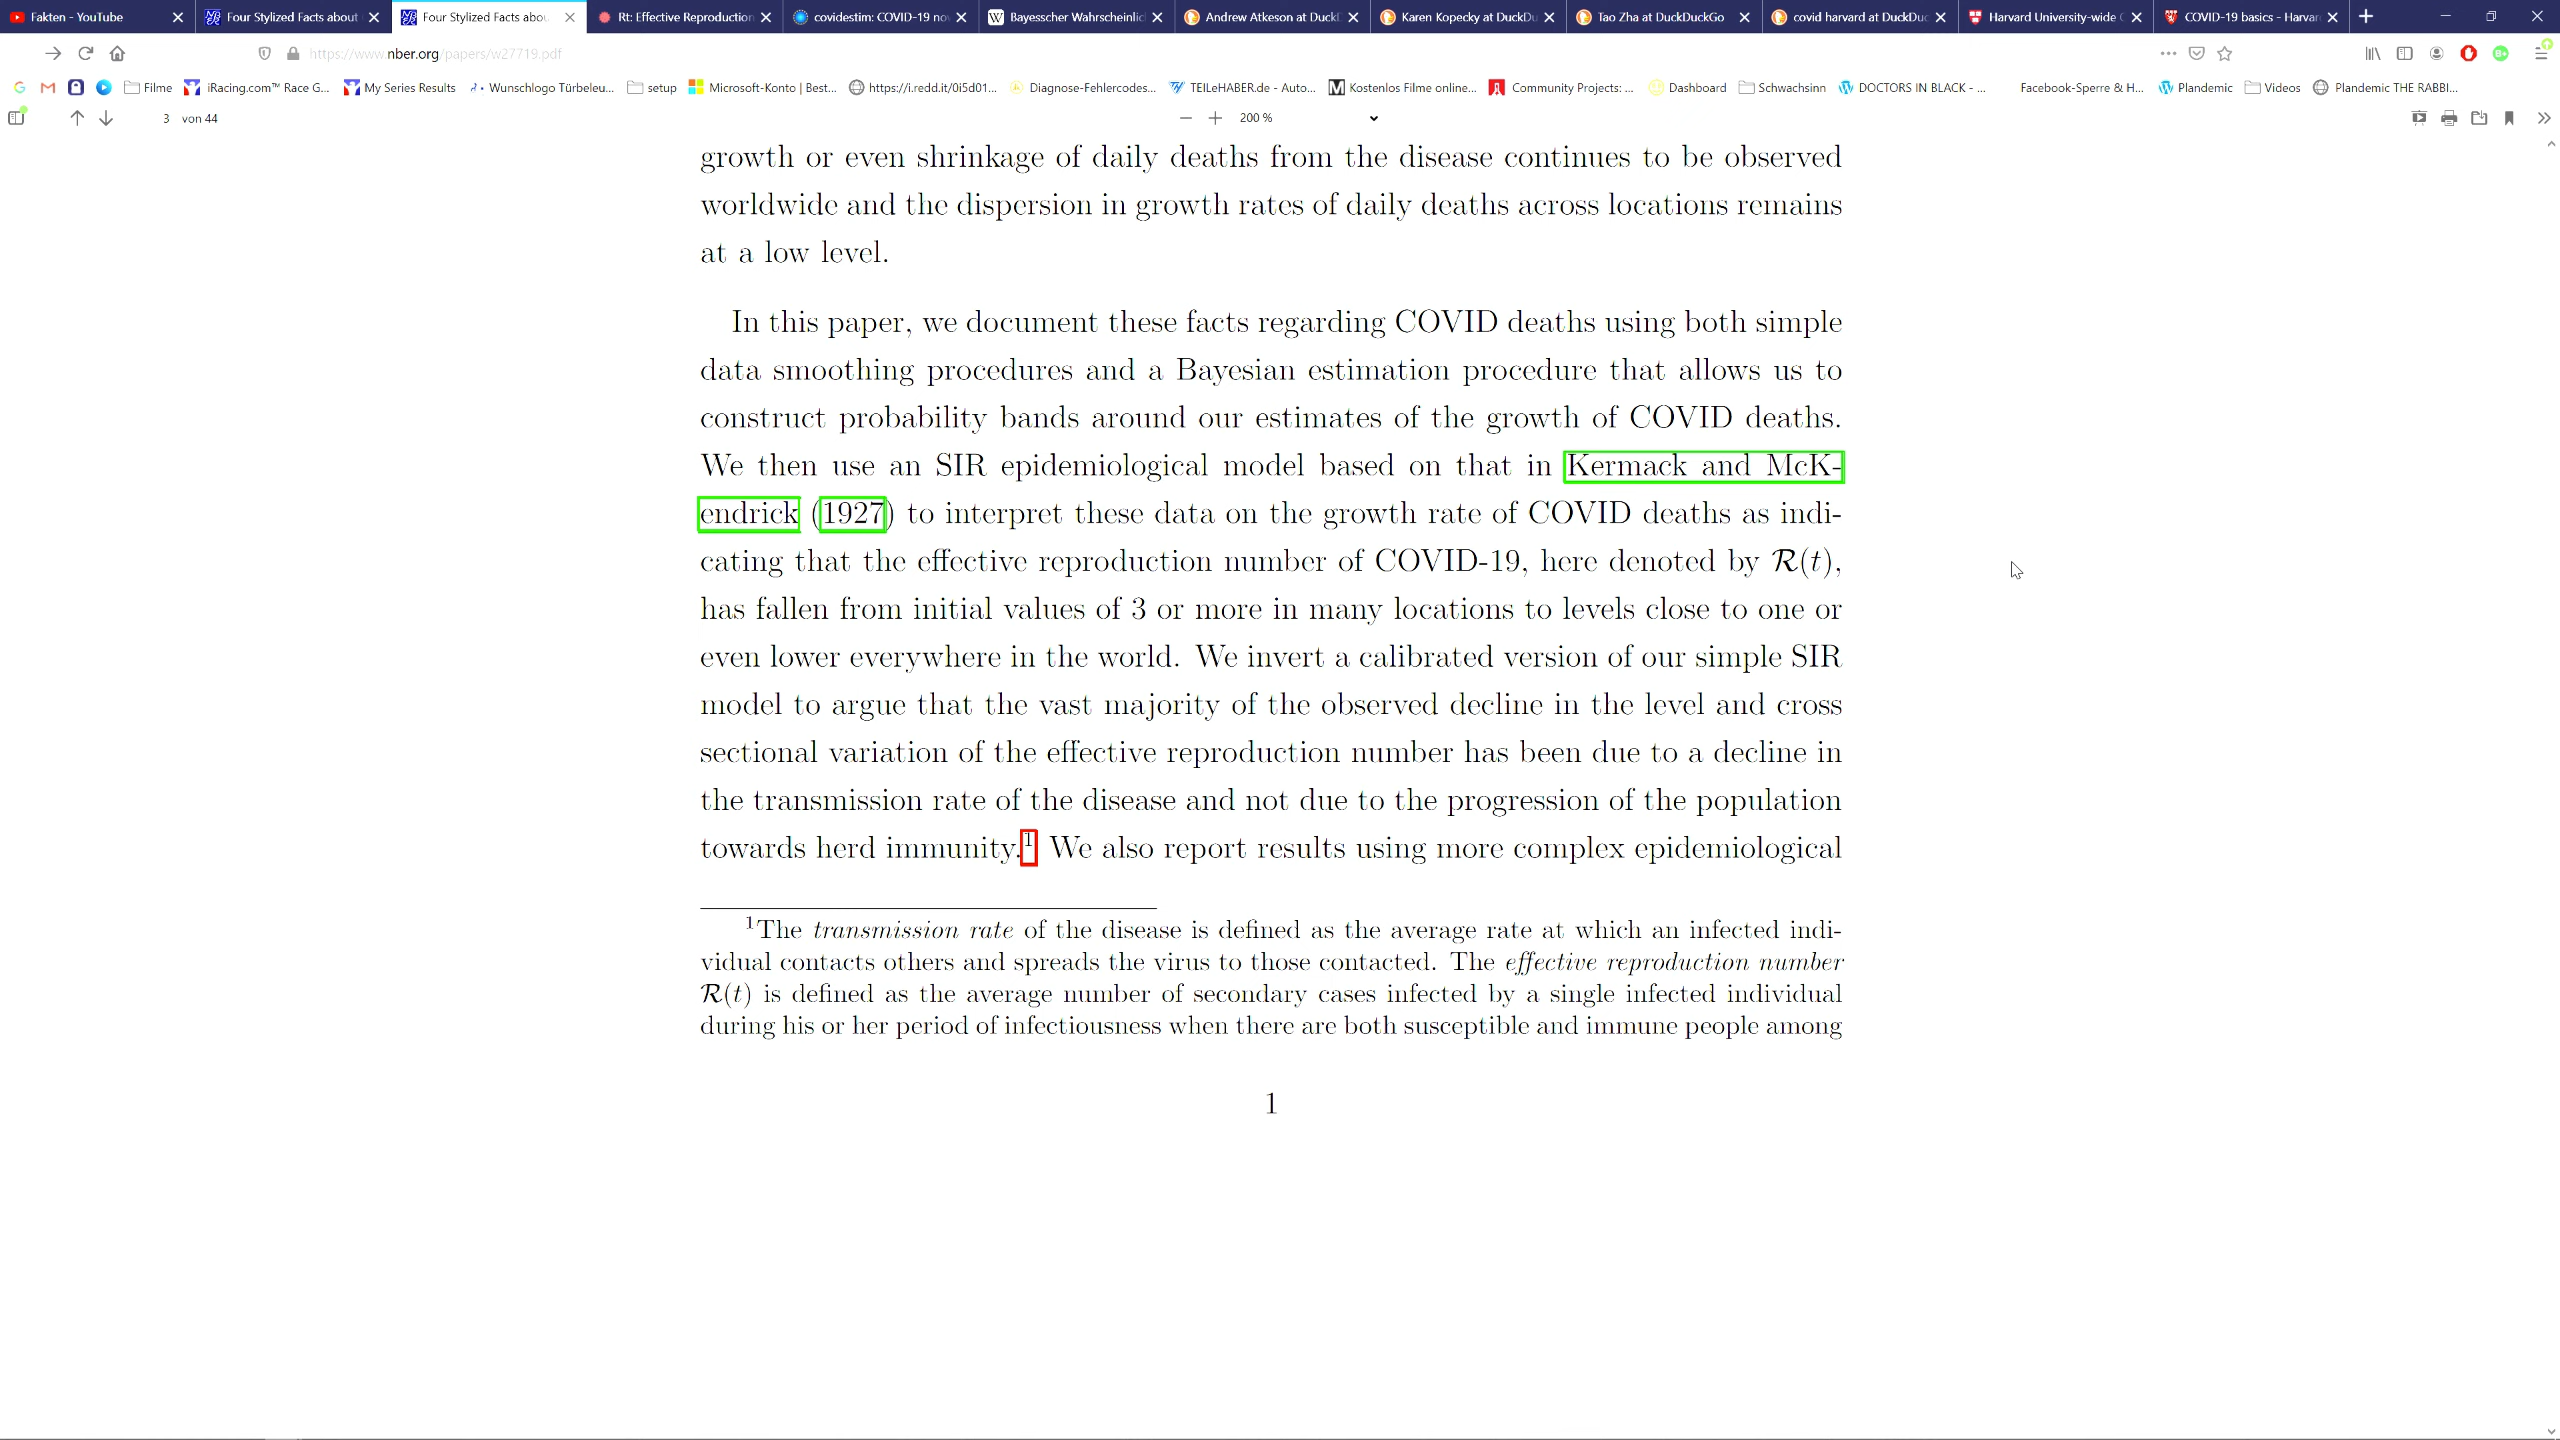 Fakten - YouTube
Four Stylized Facts about
Four Stylized Facts abou
Rt: Effective Reproduction
covidestim: COVID-19 no
Bayesscher Wahrscheinlic
Andrew Atkeson at DuckD
Karen Kopecky at DuckDu
Tao Zha at DuckDuckGo
covid harvard at DuckDuc
Harvard University-wide C
COVID-19 basics - Harvar
https://www.nber.org/papers/w27719.pdf
Filme
iRacing.com™ Race G...
My Series Results
Wunschlogo Türbeleu...
setup
Microsoft-Konto | Best...
https://i.redd.it/0i5d01...
Diagnose-Fehlercodes...
TEILeHABER.de - Auto...
Kostenlos Filme online...
Community Projects: ...
Dashboard
Schwachsinn
DOCTORS IN BLACK - ...
Facebook-Sperre & H...
Plandemic
Videos
Plandemic THE RABBI...
3 von 44
200 %
growth or even shrinkage of daily deaths from the disease continues to be observed
worldwide and the dispersion in growth rates of daily deaths across locations remains
at a low level.
In this paper, we document these facts regarding COVID deaths using both simple
data smoothing procedures and a Bayesian estimation procedure that allows us to
construct probability bands around our estimates of the growth of COVID deaths.
We then use an SIR epidemiological model based on that in Kermack and McK-
endrick (1927) to interpret these data on the growth rate of COVID deaths as indi-
cating that the effective reproduction number of COVID-19, here denoted by R(t),
has fallen from initial values of 3 or more in many locations to levels close to one or
even lower everywhere in the world. We invert a calibrated version of our simple SIR
model to argue that the vast majority of the observed decline in the level and cross
sectional variation of the effective reproduction number has been due to a decline in
the transmission rate of the disease and not due to the progression of the population
towards herd immunity.1 We also report results using more complex epidemiological
1The transmission rate of the disease is defined as the average rate at which an infected indi-
vidual contacts others and spreads the virus to those contacted. The effective reproduction number
R(t) is defined as the average number of secondary cases infected by a single infected individual
during his or her period of infectiousness when there are both susceptible and immune people among
1